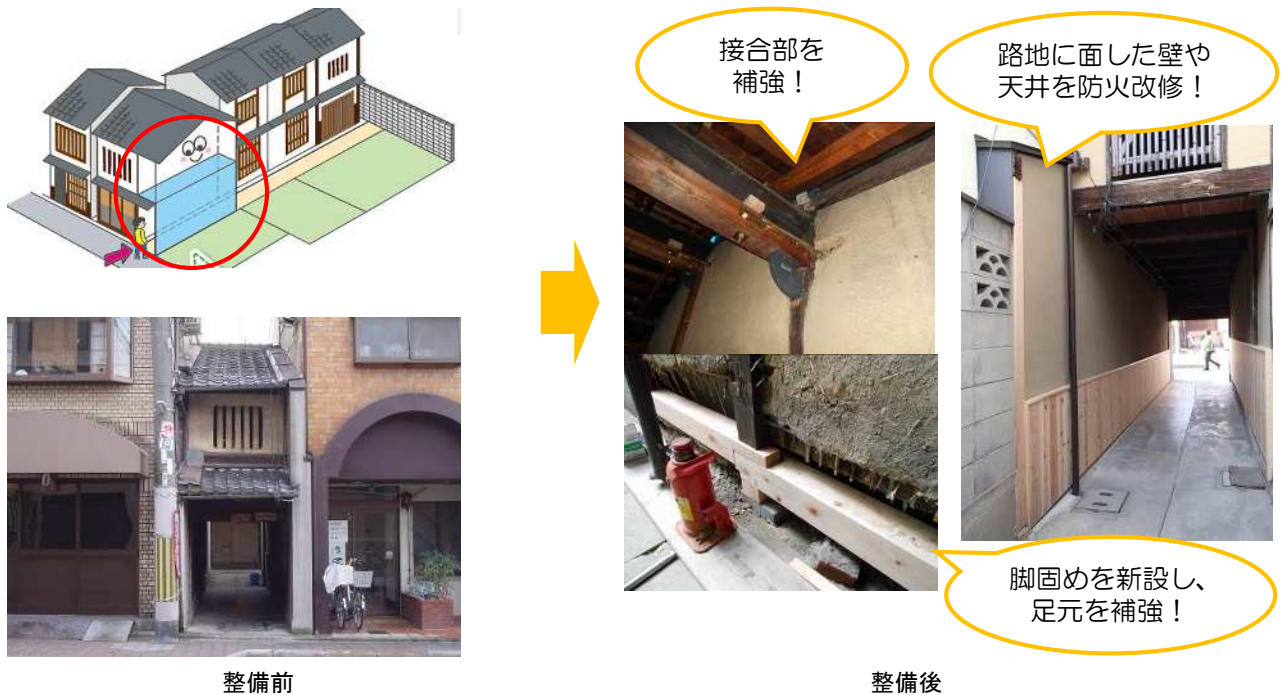 接合部を
補強！
路地に面した壁や
天井を防火改修！
脚固めを新設し、
足元を補強！
整備前
整備後